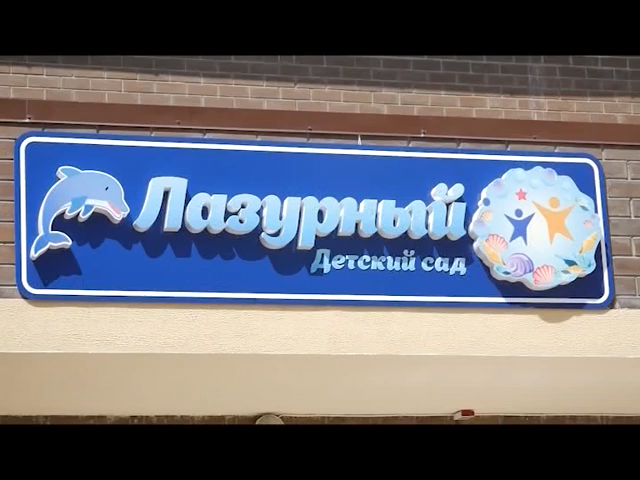 Лазурный
Детский сад